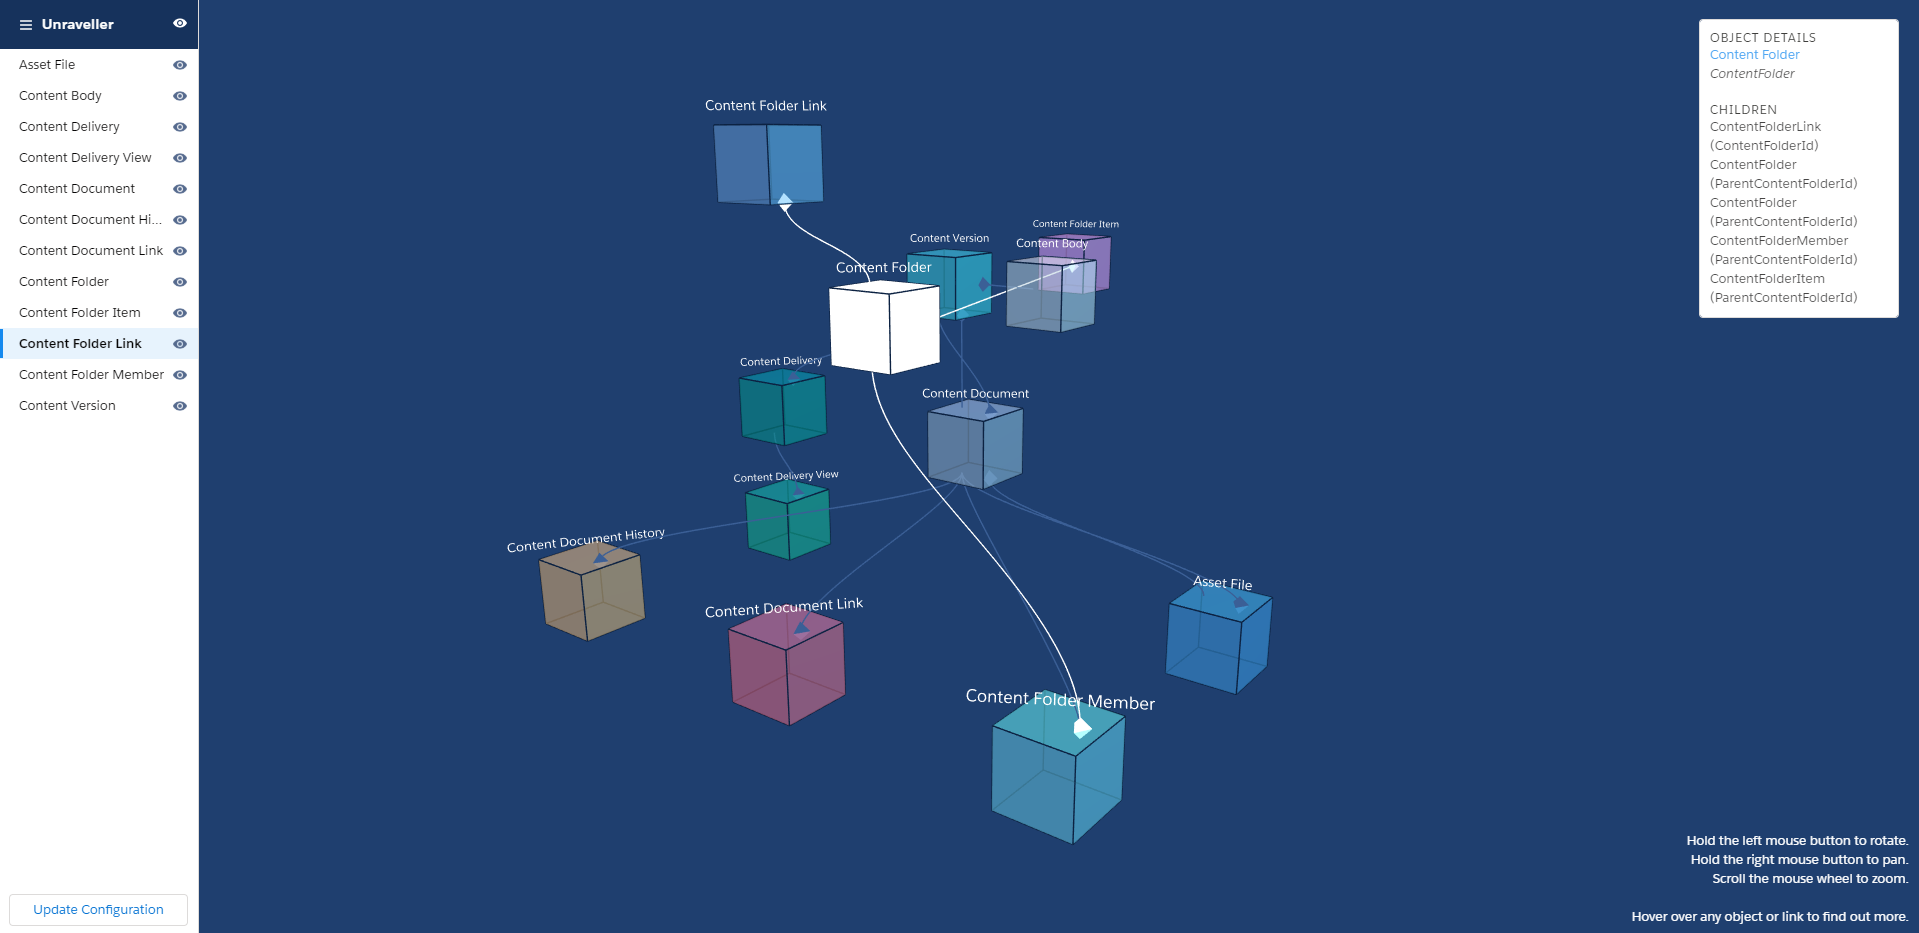 Unraveller
Asset File
Content Body
Content Delivery
Content Delivery View
Content Document
Content Document Hi...
Content Document Link
Content Folder
Content Folder Item
Content Folder Link
Content Folder Member
Content Version
Update Configuration
Content Folder Link
Content Folder Item
Content Version
Content Body
Content Folder
Content Delivery
Content Document
Content Delivery View
Content Document History
Asset File
Content Document Link
Content Folder Member
OBJECT DETAILS
Content Folder
ContentFolder
CHILDREN
ContentFolderLink
(ContentFolderId)
ContentFolder
(ParentContentFolderId)
ContentFolder
(ParentContentFolderId)
ContentFolderMember
(ParentContentFolderId)
ContentFolderItem
(ParentContentFolderId)
Hold the left mouse button to rotate.
Hold the right mouse button to pan.
Scroll the mouse wheel to zoom.
Hover over any object or link to find out more.